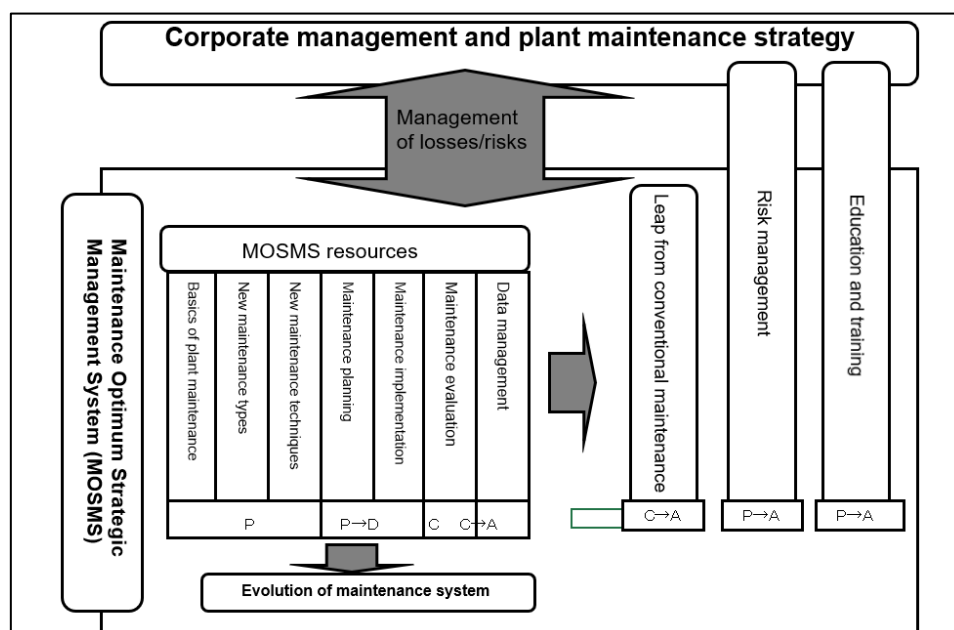 Corporate management and plant maintenance strategy
Management
of losses/risks
Maintenance Optimum Strategic
Management System (MOSMS)
MOSMS resources
Basics of plant maintenance
New maintenance types
New maintenance techniques
Maintenance planning
Maintenance implementation
Maintenance evaluation
Data management
Leap from conventional maintenance
Risk management
Education and training
P
P→D
C
C→A
C→A
P→A
P→A
Evolution of maintenance system